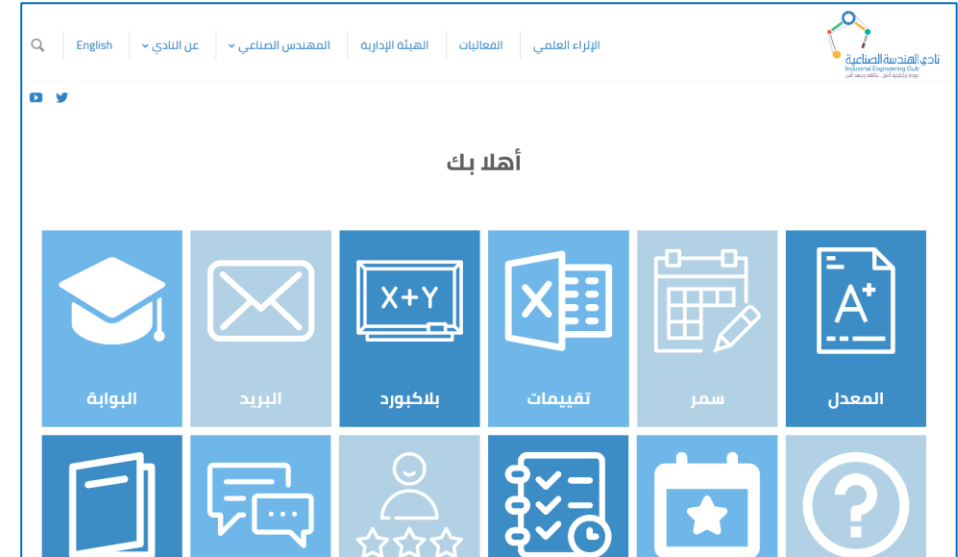 نادي الهندسة الصناعية
Industrial Engineering Club
الإثراء العلمي
الفعاليات
الهيئة الإدارية
المهندس الصناعي
عن النادي
English
أهلا بك
A+
المعدل
سمر
X
تقييمات
X+Y
بلاكبورد
البريد
البوابة
?